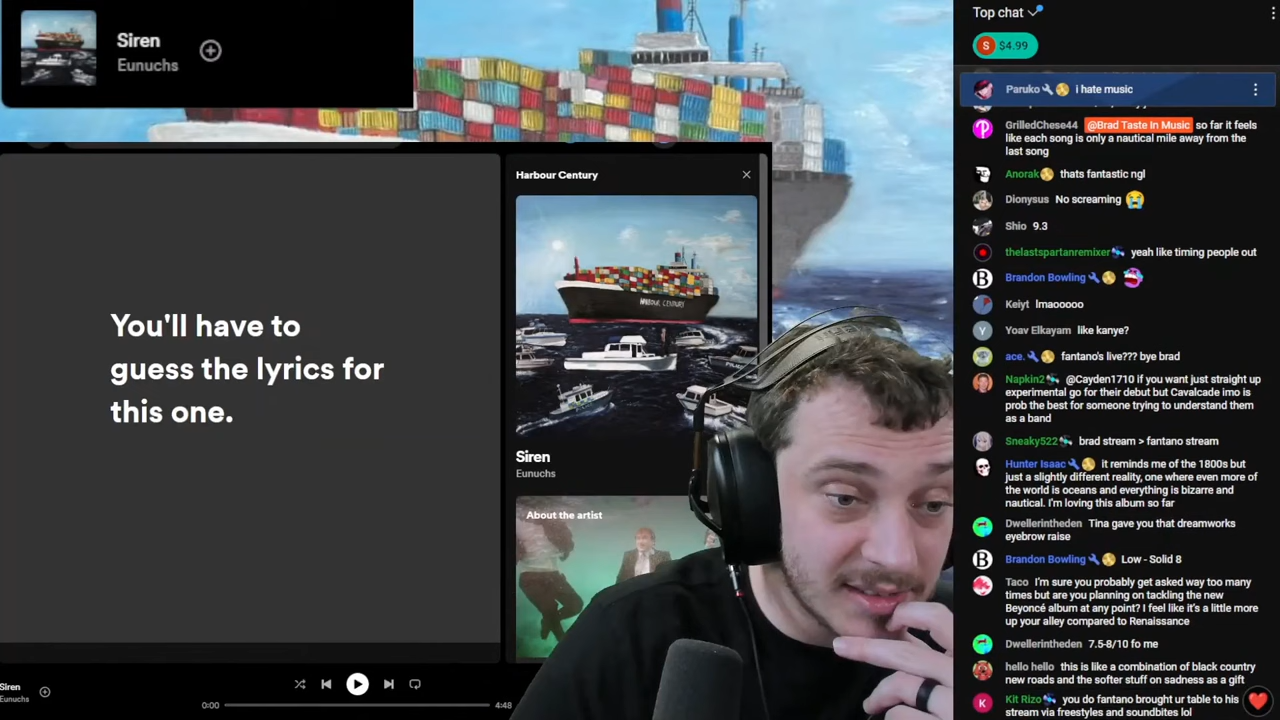 Siren
Eunuchs
Harbour Century
HARBOUR CENTURY
You'll have to
guess the lyrics for
this one.
Siren
Eunuchs
About the artist
Siren
Eunuchs
0:00
4:48
Top chat
S $4.99
Paruko i hate music
GrilledChese44 @Brad Taste In Music so far it feels
like each song is only a nautical mile away from the
last song
Anorak thats fantastic ngl
Dionysus No screaming
Shio 9.3
thelastspartanremixer yeah like timing people out
B Brandon Bowling
Keiyt lmaooooo
Y Yoav Elkayam like kanye?
ace. fantano's live??? bye brad
Napkin2 @Cayden1710 if you want just straight up
experimental go for their debut but Cavalcade imo is
prob the best for someone trying to understand them
as a band
Sneaky522 brad stream > fantano stream
Hunter Isaac it reminds me of the 1800s but
just a slightly different reality, one where even more of
the world is oceans and everything is bizarre and
nautical. I'm loving this album so far
Dwellerintheden Tina gave you that dreamworks
eyebrow raise
B Brandon Bowling Low - Solid 8
Taco I'm sure you probably get asked way too many
times but are you planning on tackling the new
Beyoncé album at any point? I feel like it's a little more
up your alley compared to Renaissance
Dwellerintheden 7.5-8/10 fo me
hello hello this is like a combination of black country
new roads and the softer stuff on sadness as a gift
K Kit Rizo you do fantano brought ur table to his
stream via freestyles and soundbites lol